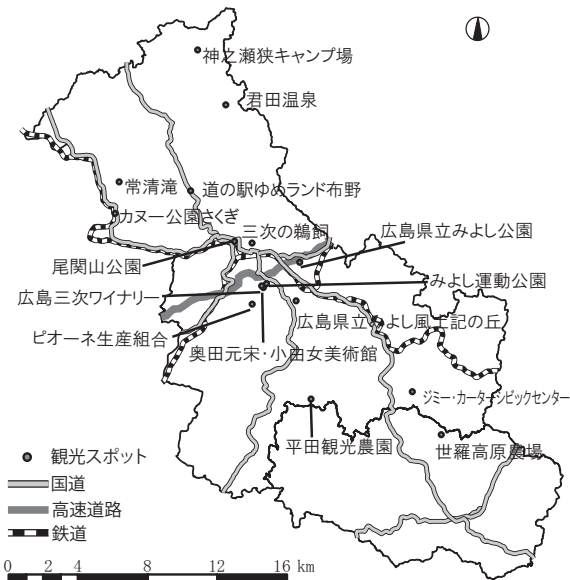 神之瀬狭キャンプ場
君田温泉
常清滝
道の駅ゆめランド布野
カヌー公園さくぎ
三次の鵜飼
広島県立みよし公園
尾関山公園
みよし運動公園
広島三次ワイナリー
広島県立みよし風土記の丘
ピオーネ生産組合
奥田元宋・小由女美術館
ジミー・カーターシビックセンター
平田観光農園
世羅高原農場
観光スポット
国道
高速道路
鉄道
0 2 4 8 12 16 km